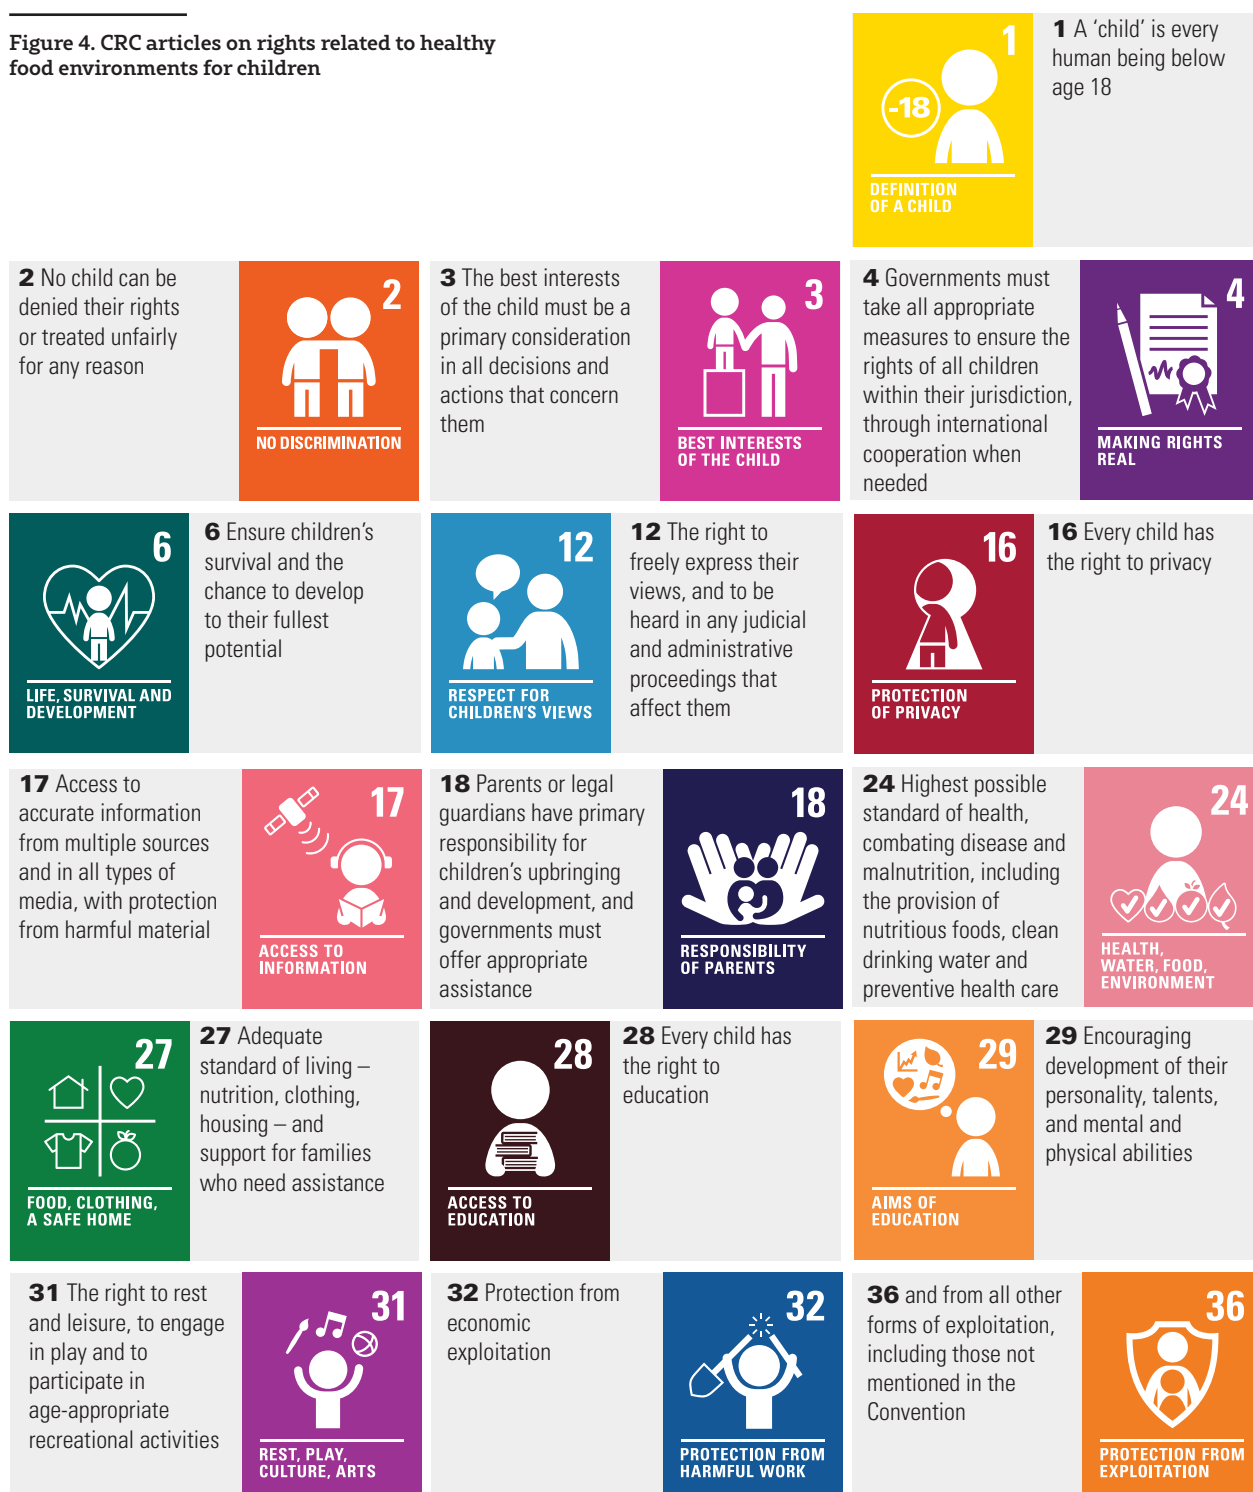 Figure 4. CRC articles on rights related to healthy
food environments for children
1
-18
DEFINITION
OF A CHILD
1 A ‘child’ is every
human being below
age 18
2 No child can be
denied their rights
or treated unfairly
for any reason
2
NO DISCRIMINATION
3 The best interests
of the child must be a
primary consideration
in all decisions and
actions that concern
them
3
BEST INTERESTS
OF THE CHILD
4 Governments must
take all appropriate
measures to ensure the
rights of all children
within their jurisdiction,
through international
cooperation when
needed
4
MAKING RIGHTS
REAL
6
LIFE, SURVIVAL AND
DEVELOPMENT
6 Ensure children’s
survival and the
chance to develop
to their fullest
potential
12
RESPECT FOR
CHILDREN’S VIEWS
12 The right to
freely express their
views, and to be
heard in any judicial
and administrative
proceedings that
affect them
16
PROTECTION
OF PRIVACY
16 Every child has
the right to privacy
17 Access to
accurate information
from multiple sources
and in all types of
media, with protection
from harmful material
17
ACCESS TO
INFORMATION
18 Parents or legal
guardians have primary
responsibility for
children’s upbringing
and development, and
governments must
offer appropriate
assistance
18
RESPONSIBILITY
OF PARENTS
24 Highest possible
standard of health,
combating disease and
malnutrition, including
the provision of
nutritious foods, clean
drinking water and
preventive health care
24
HEALTH,
WATER, FOOD,
ENVIRONMENT
27
FOOD, CLOTHING,
A SAFE HOME
27 Adequate
standard of living –
nutrition, clothing,
housing – and
support for families
who need assistance
28
ACCESS TO
EDUCATION
28 Every child has
the right to
education
29
AIMS OF
EDUCATION
29 Encouraging
development of their
personality, talents,
and mental and
physical abilities
31 The right to rest
and leisure, to engage
in play and to
participate in
age-appropriate
recreational activities
31
REST, PLAY,
CULTURE, ARTS
32 Protection from
economic
exploitation
32
PROTECTION FROM
HARMFUL WORK
36 and from all other
forms of exploitation,
including those not
mentioned in the
Convention
36
PROTECTION FROM
EXPLOITATION